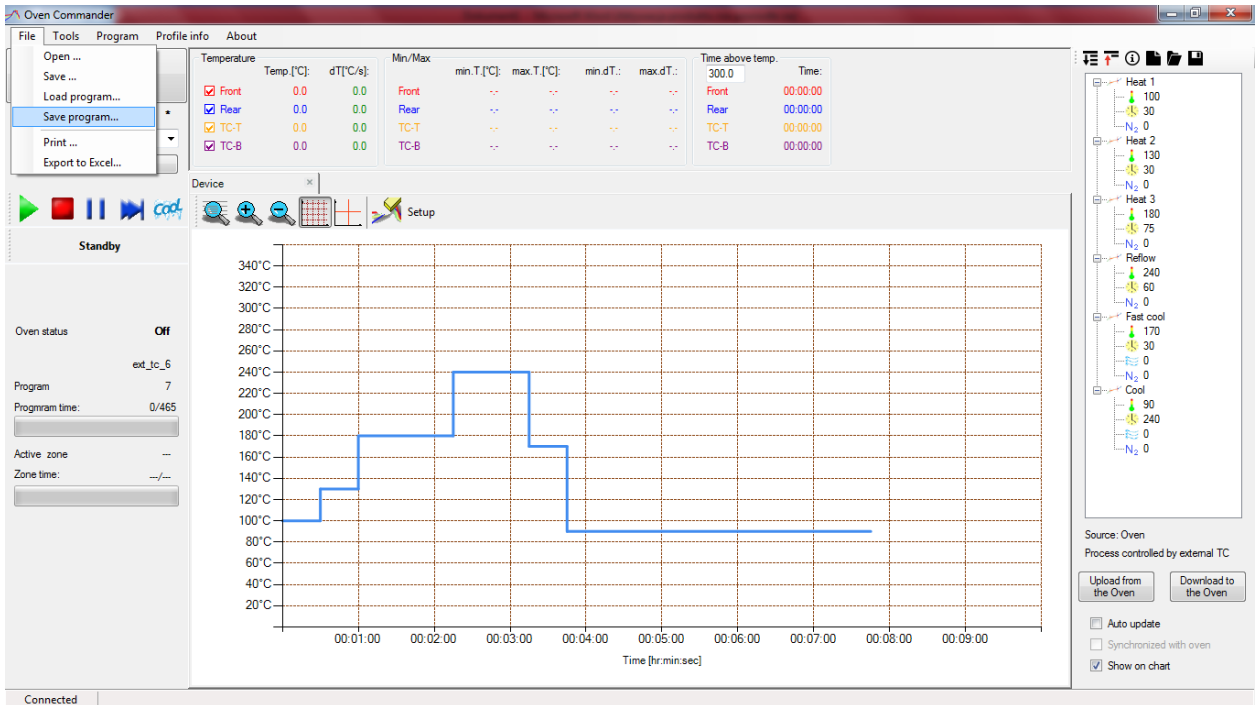 Oven Commander
File Tools Program Profile info About
Open ...
Save ...
Load program...
Save program...
Print ...
Export to Excel...
*
Standby
Oven status Off
ext_tc_6
Program 7
Progmram time: 0/465
Active zone ---
Zone time: ---/---
Temperature
Temp.[°C]: dT[°C/s]:
Front 0.0 0.0
Rear 0.0 0.0
TC-T 0.0 0.0
TC-B 0.0 0.0
Min/Max
min.T.[°C]: max.T.[°C]: min.dT.: max.dT.:
Front -.- -.- -.- -.-
Rear -.- -.- -.- -.-
TC-T -.- -.- -.- -.-
TC-B -.- -.- -.- -.-
Time above temp.
300.0 Time:
Front 00:00:00
Rear 00:00:00
TC-T 00:00:00
TC-B 00:00:00
Device x
cool
Setup
340°C
320°C
300°C
280°C
260°C
240°C
220°C
200°C
180°C
160°C
140°C
120°C
100°C
80°C
60°C
40°C
20°C
00:01:00 00:02:00 00:03:00 00:04:00 00:05:00 00:06:00 00:07:00 00:08:00 00:09:00
Time [hr:min:sec]
Heat 1
100
30
N2 0
Heat 2
130
30
N2 0
Heat 3
180
75
N2 0
Reflow
240
60
N2 0
Fast cool
170
30
0
N2 0
Cool
90
240
0
N2 0
Source: Oven
Process controlled by external TC
Upload from
the Oven
Download to
the Oven
Auto update
Synchronized with oven
Show on chart
Connected